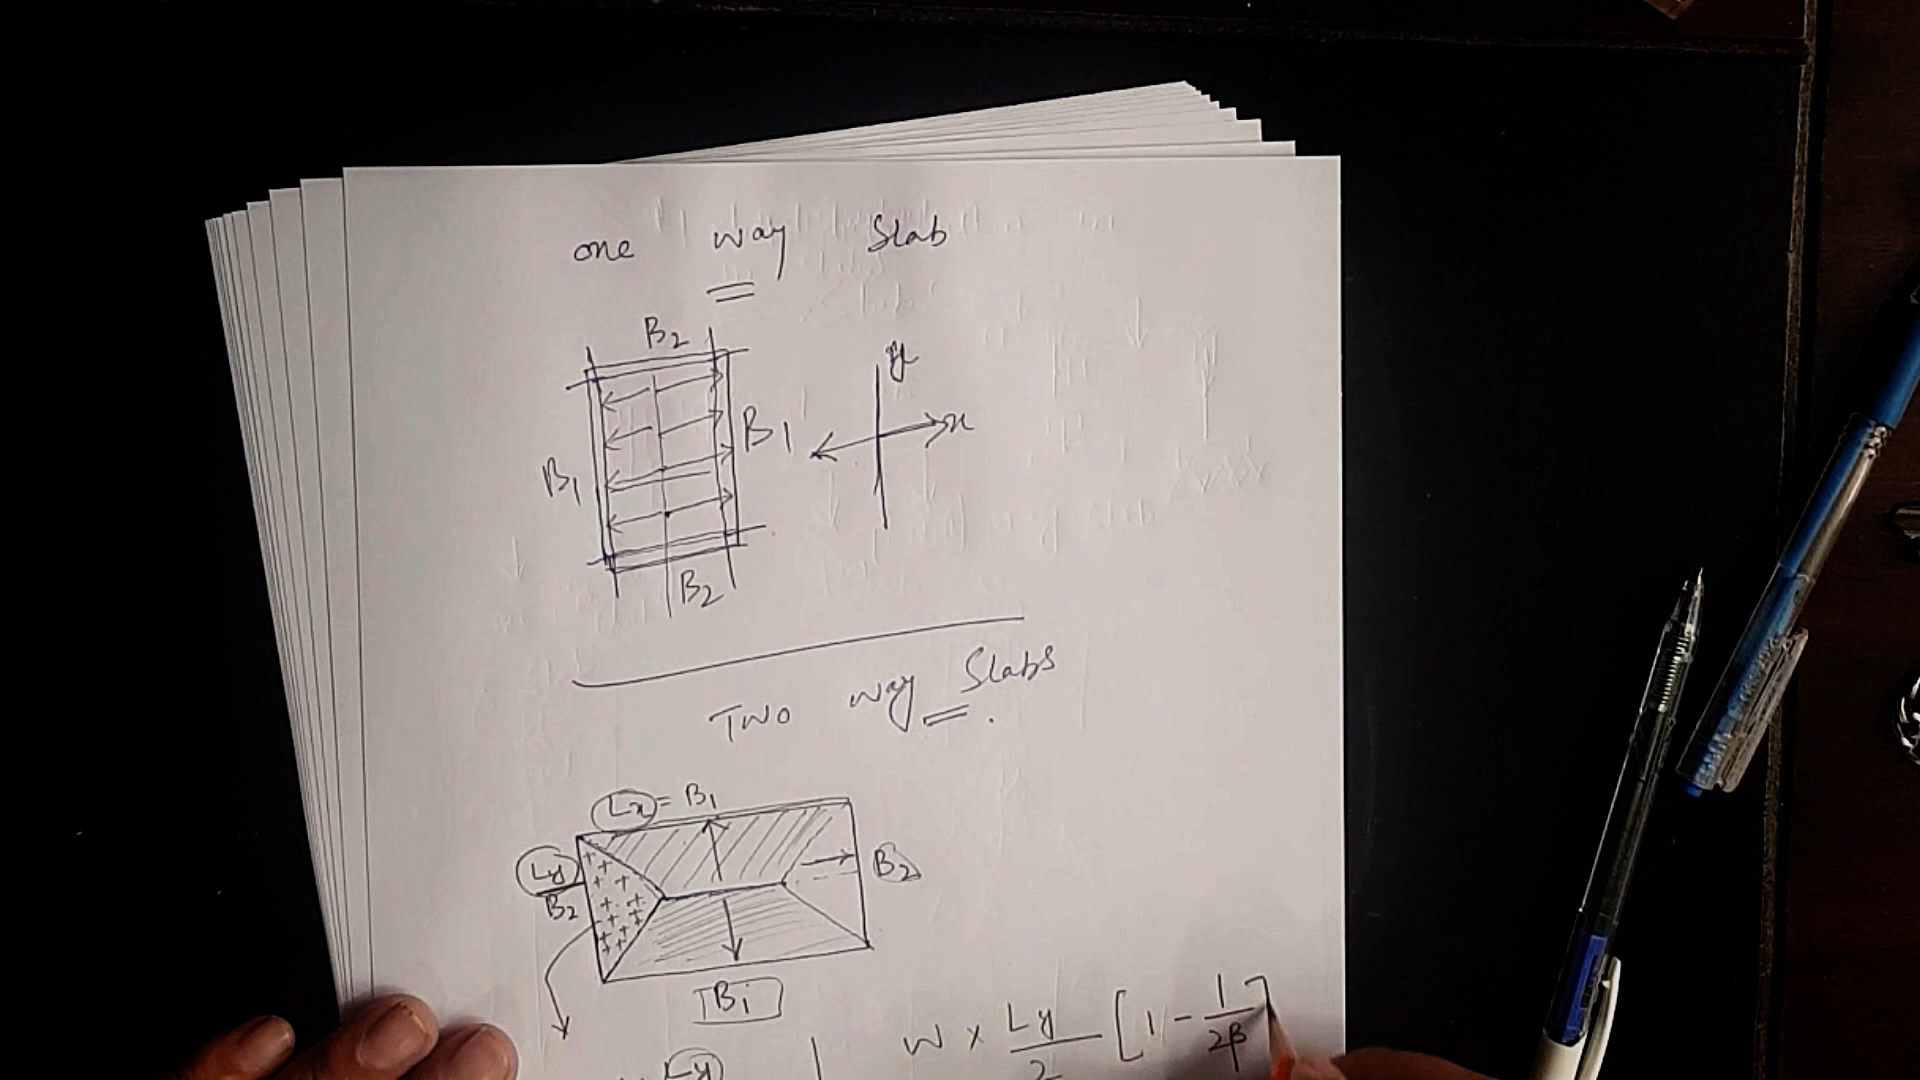 one way Slab
B2
y
x
B1
B1
B2
Two way Slabs.
Lx = B1
Ly
B2
B2
B1
W x Ly/2 [1 - 1/2β]
Ly